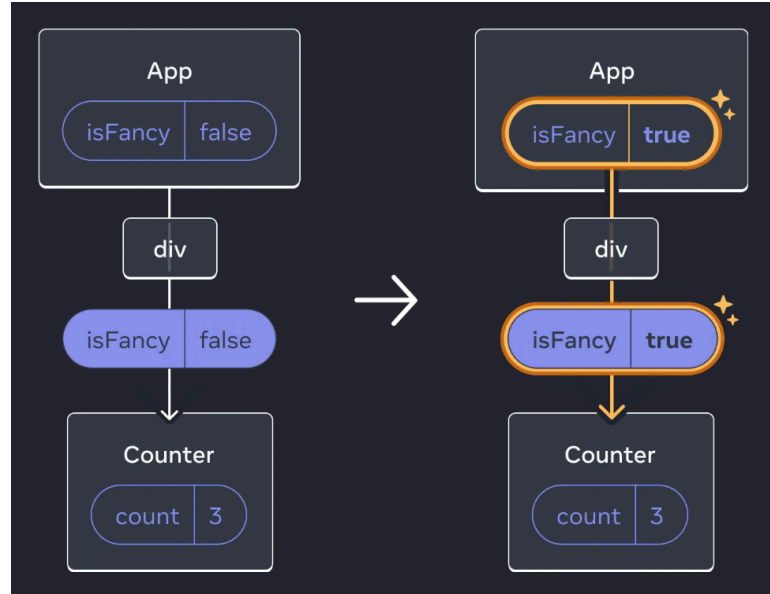 App
isFancy false
div
isFancy false
Counter
count 3
App
isFancy true
div
isFancy true
Counter
count 3